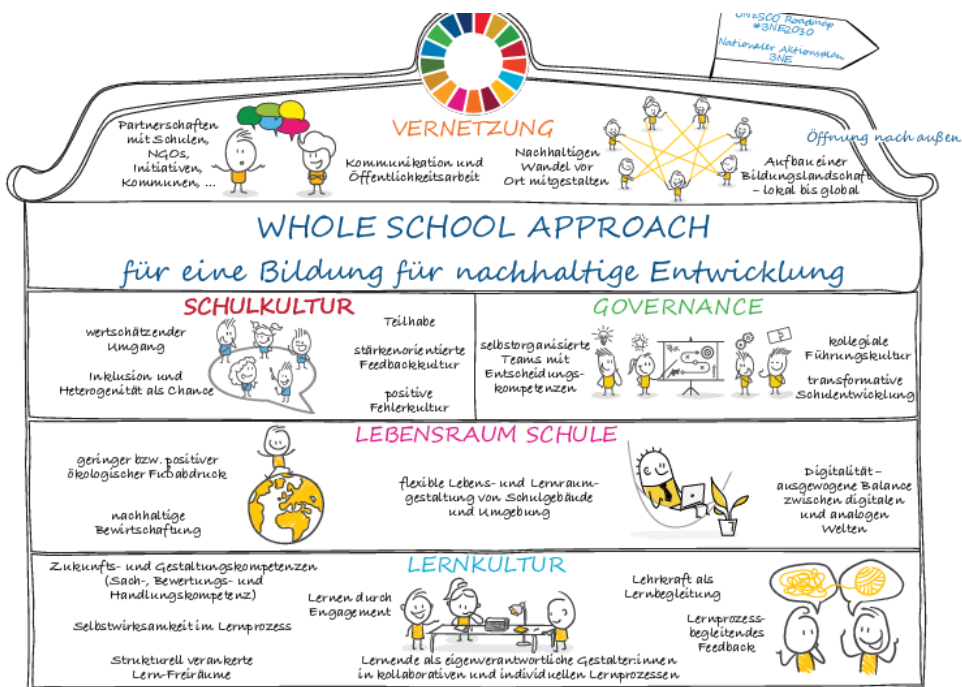 UNESCO Roadmap
#3NE2030
Nationaler Aktionsplan
3NE
VERNETZUNG
Partnerschaften
mit Schulen,
NGOs,
Initiativen,
Kommunen, ...
Kommunikation und
Öffentlichkeitsarbeit
Nachhaltigen
Wandel vor
Ort mitgestalten
Öffnung nach außen
Aufbau einer
Bildungslandschaft
– lokal bis global
WHOLE SCHOOL APPROACH
für eine Bildung für nachhaltige Entwicklung
SCHULKULTUR
wertschätzender
Umgang
Inklusion und
Heterogenität als Chance
Teilhabe
stärkenorientierte
Feedbackkultur
positive
Fehlerkultur
GOVERNANCE
selbstorganisierte
Teams mit
Entscheidungs-
kompetenzen
kollegiale
Führungskultur
transformative
Schulentwicklung
LEBENSRAUM SCHULE
geringer bzw. positiver
ökologischer Fußabdruck
nachhaltige
Bewirtschaftung
flexible Lebens- und Lernraum-
gestaltung von Schulgebäude
und Umgebung
Digitalität –
ausgewogene Balance
zwischen digitalen
und analogen
Welten
LERNKULTUR
Zukunfts- und Gestaltungskompetenzen
(Sach-, Bewertungs- und
Handlungskompetenz)
Selbstwirksamkeit im Lernprozess
Strukturell verankerte
Lern-Freiräume
Lernen durch
Engagement
Lernende als eigenverantwortliche Gestalter:innen
in kollaborativen und individuellen Lernprozessen
Lehrkraft als
Lernbegleitung
Lernprozess-
begleitendes
Feedback